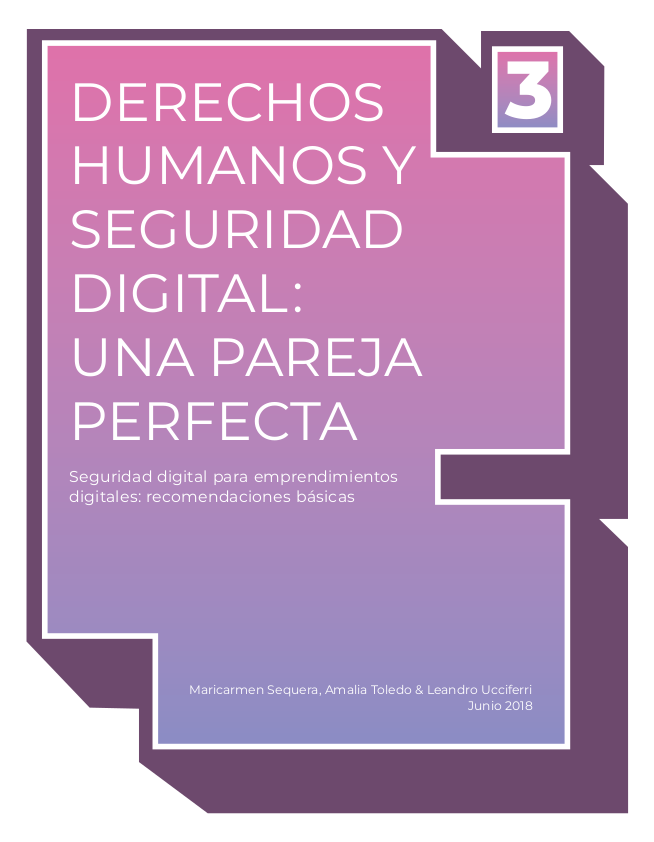 3
DERECHOS
HUMANOS Y
SEGURIDAD
DIGITAL:
UNA PAREJA
PERFECTA
Seguridad digital para emprendimientos
digitales: recomendaciones básicas
Maricarmen Sequera, Amalia Toledo & Leandro Ucciferri
Junio 2018